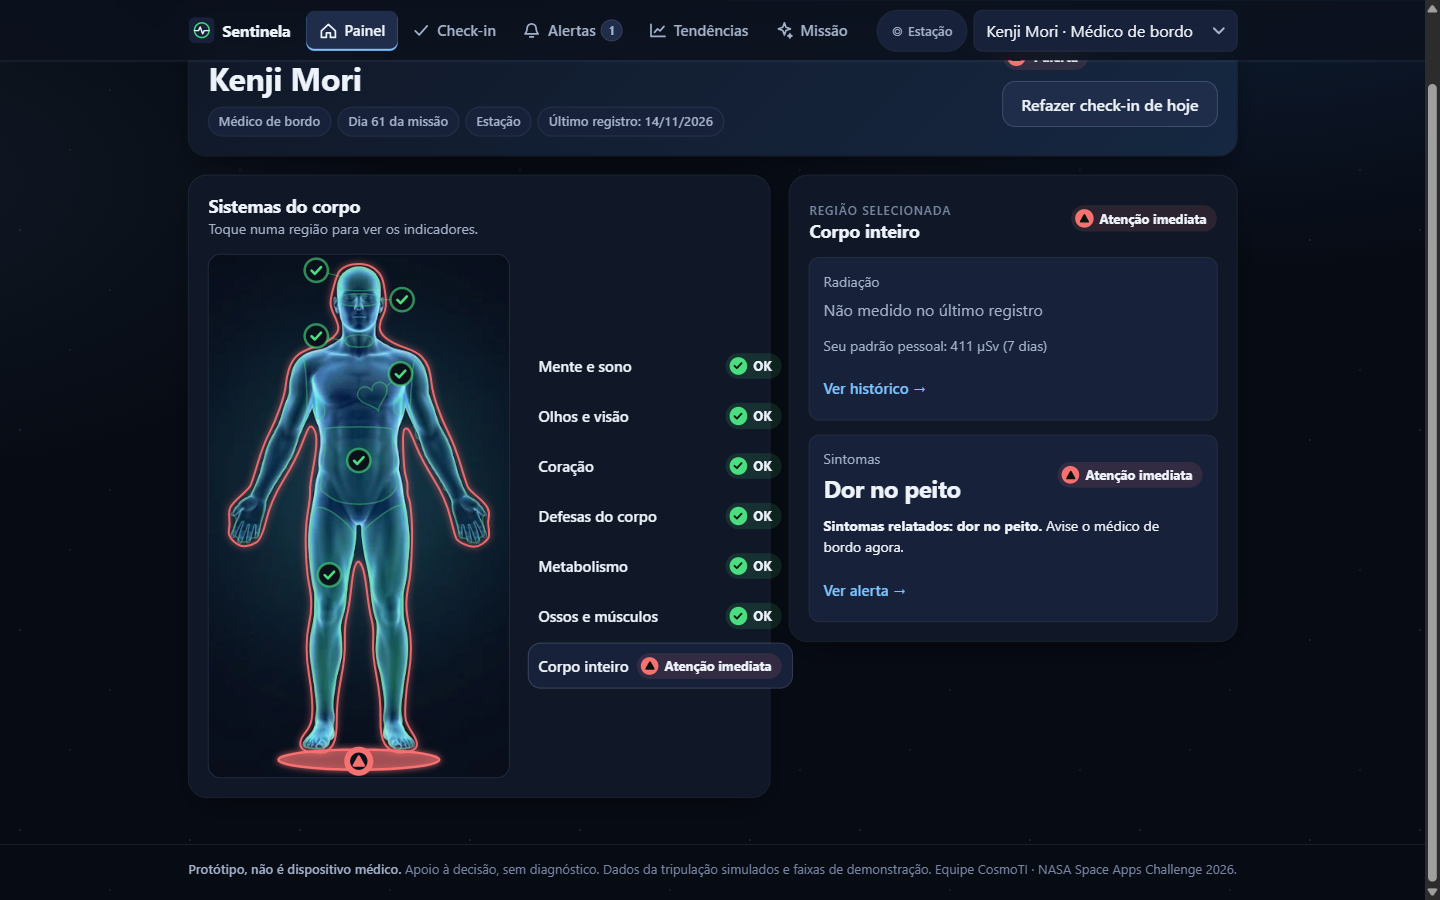 Sentinela
Painel
Check-in
Alertas 1
Tendências
Missão
Estação
Kenji Mori · Médico de bordo
Kenji Mori
Médico de bordo
Dia 61 da missão
Estação
Último registro: 14/11/2026
Refazer check-in de hoje
Sistemas do corpo
Toque numa região para ver os indicadores.
Mente e sono OK
Olhos e visão OK
Coração OK
Defesas do corpo OK
Metabolismo OK
Ossos e músculos OK
Corpo inteiro Atenção imediata
REGIÃO SELECIONADA
Corpo inteiro
Atenção imediata
Radiação
Não medido no último registro
Seu padrão pessoal: 411 µSv (7 dias)
Ver histórico →
Sintomas
Dor no peito
Atenção imediata
Sintomas relatados: dor no peito. Avise o médico de
bordo agora.
Ver alerta →
Protótipo, não é dispositivo médico. Apoio à decisão, sem diagnóstico. Dados da tripulação simulados e faixas de demonstração. Equipe CosmoTI · NASA Space Apps Challenge 2026.